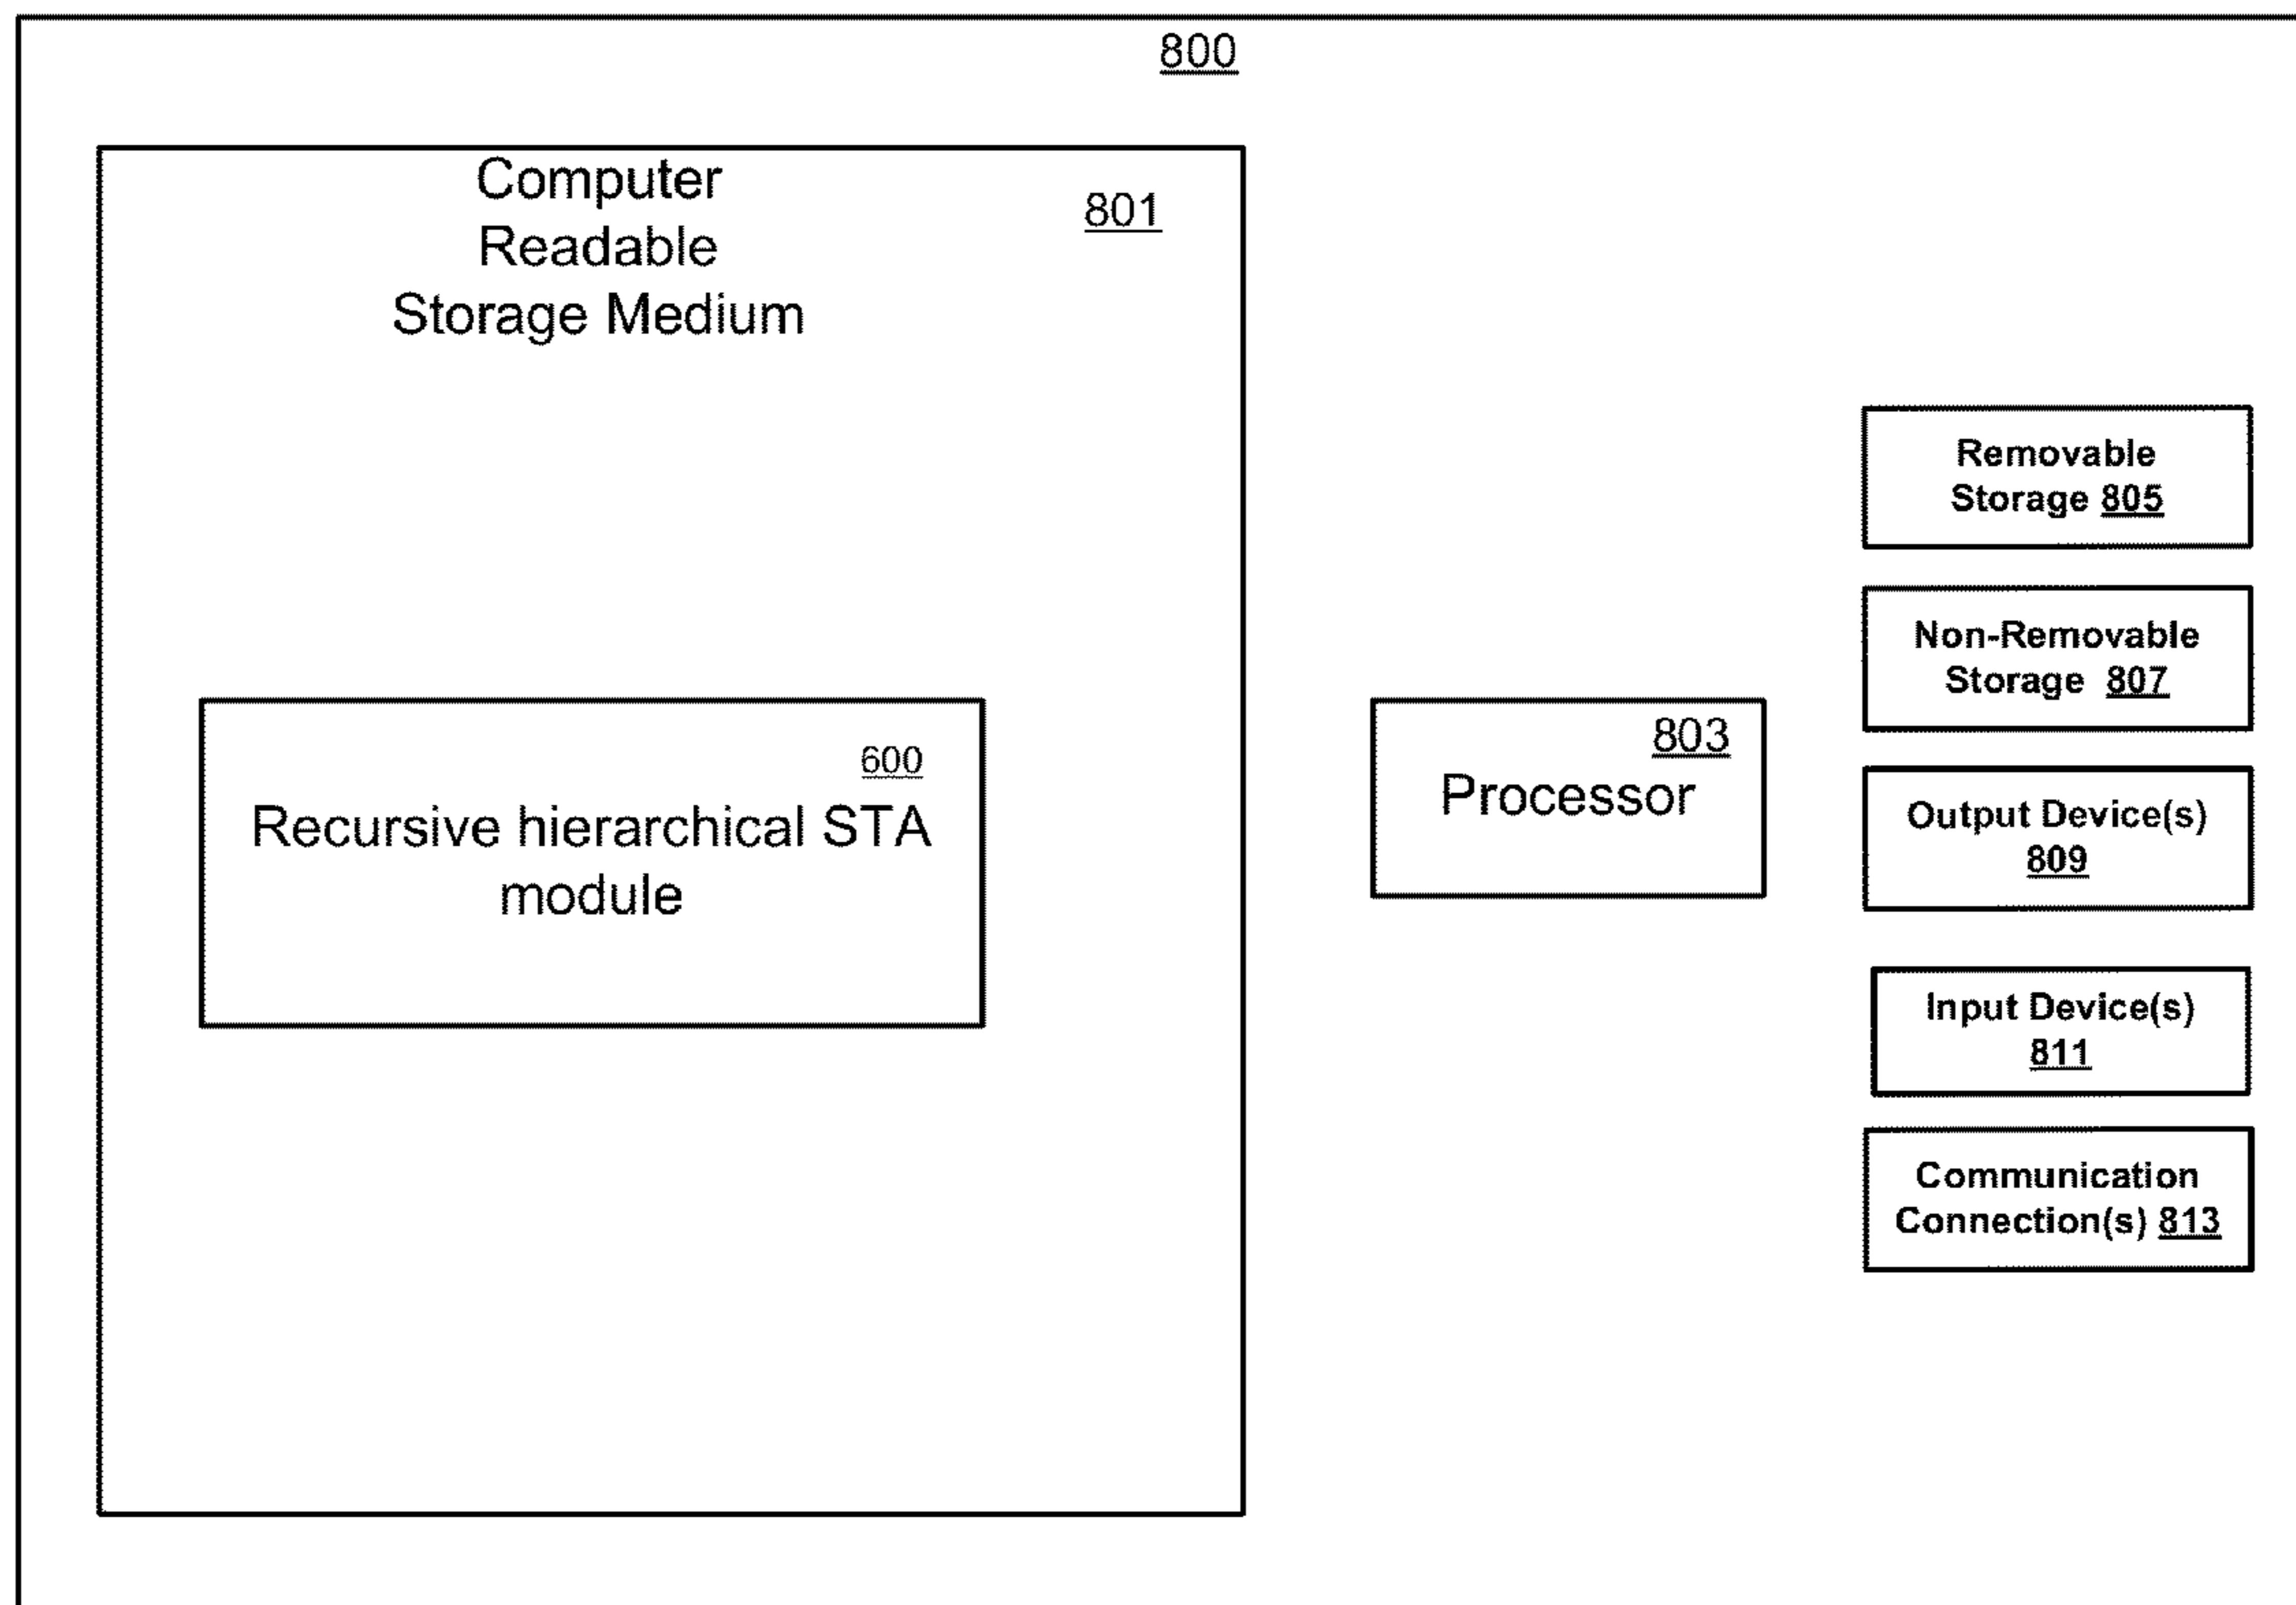 800
Computer
Readable
Storage Medium
801
600
Recursive hierarchical STA
module
803
Processor
Removable
Storage 805
Non-Removable
Storage 807
Output Device(s)
809
Input Device(s)
811
Communication
Connection(s) 813